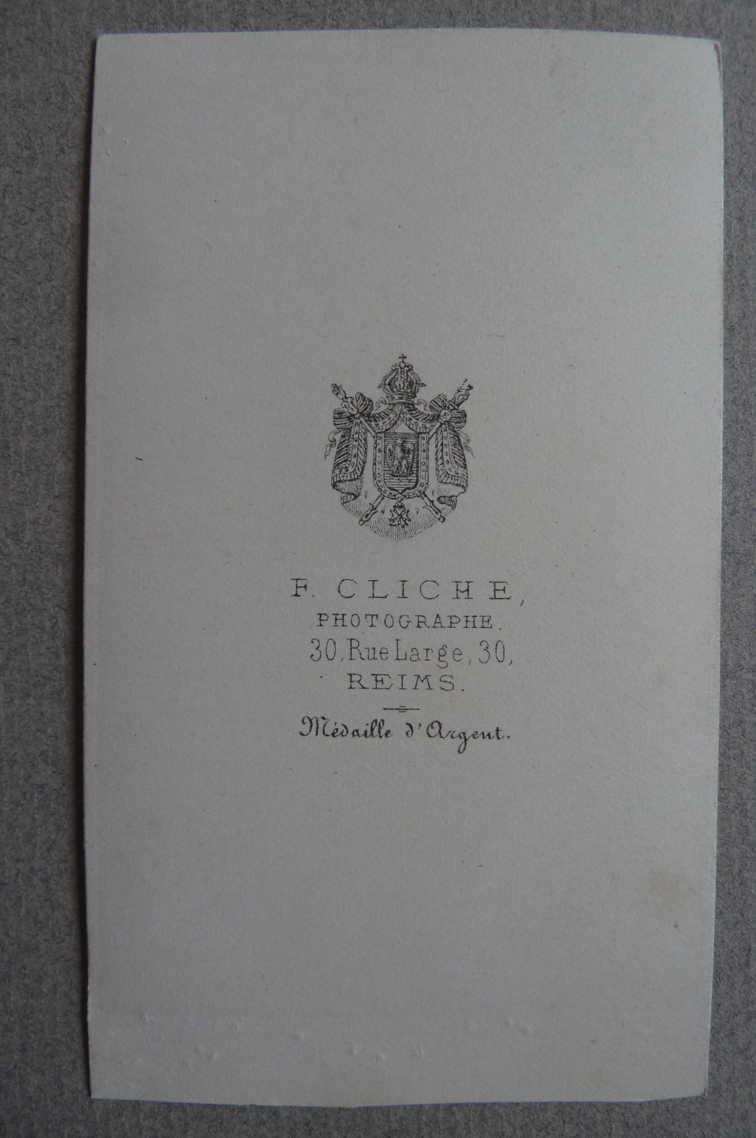 F. CLICHE,
PHOTOGRAPHE.
30, Rue Large, 30,
REIMS.
Médaille d'Argent.